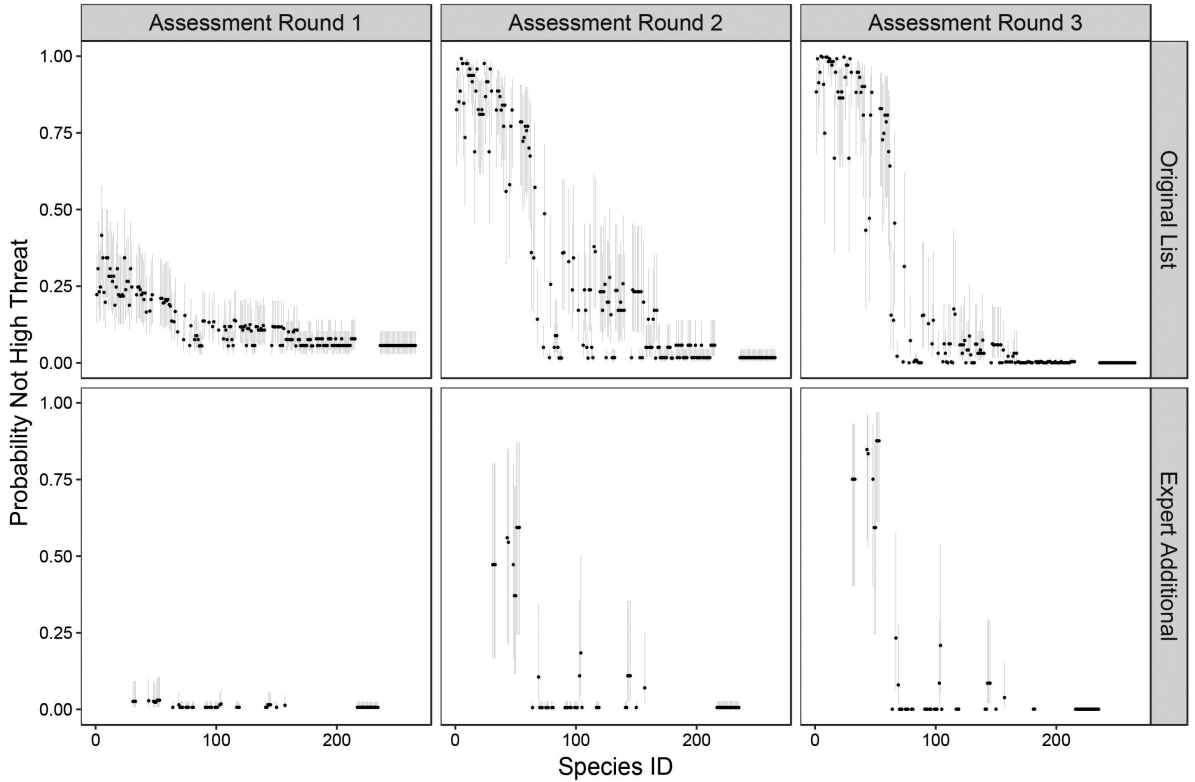 Assessment Round 1
Assessment Round 2
Assessment Round 3
Original List
Expert Additional
Probability Not High Threat
1.00
0.75
0.50
0.25
0.00
1.00
0.75
0.50
0.25
0.00
0
100
200
0
100
200
0
100
200
Species ID